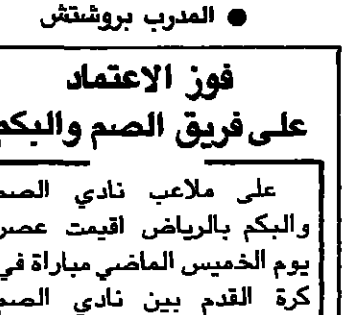 ● المدرب بروشتش
فوز الاعتماد
على فريق الصم والبكم
على ملاعب نادي الصم
والبكم بالرياض اقيمت عصر
يوم الخميس الماضي مباراة في
كرة القدم بين نادي الصم